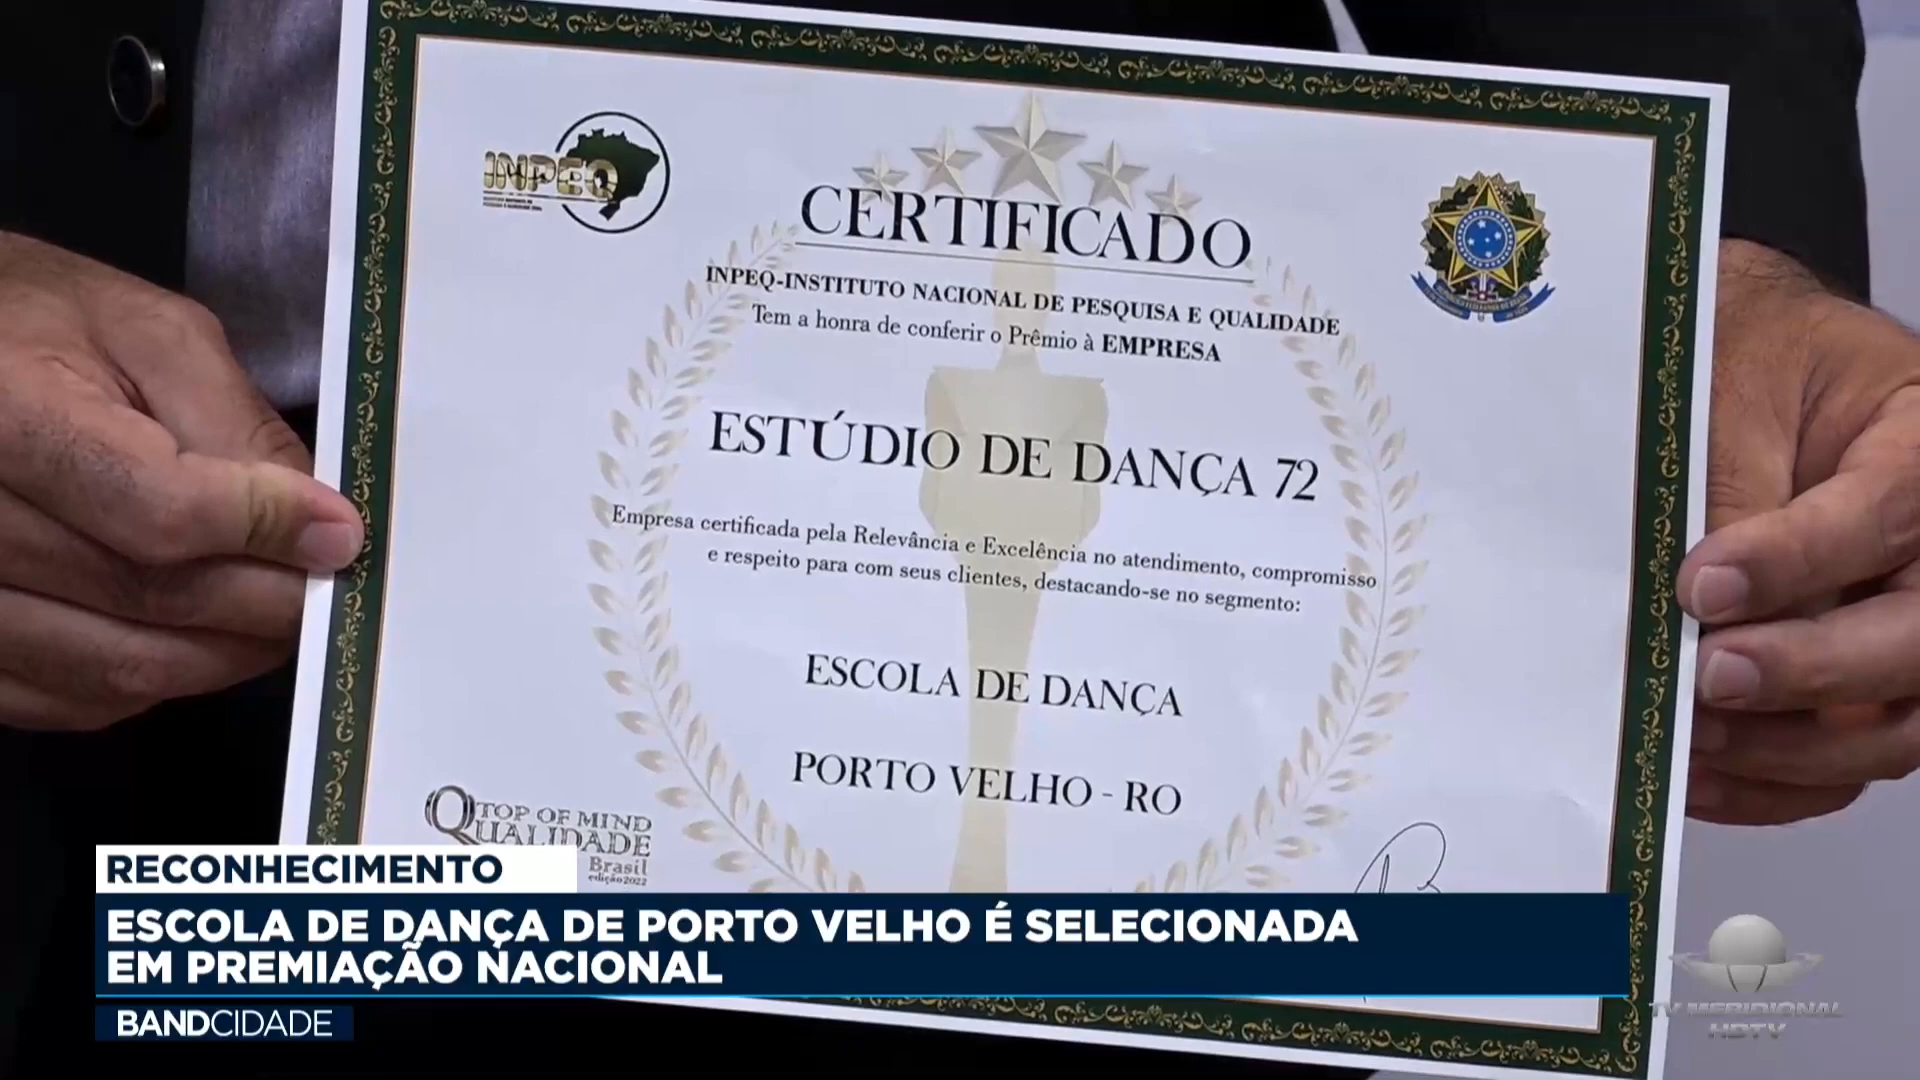 INPEQ
CERTIFICADO
INPEQ-INSTITUTO NACIONAL DE PESQUISA E QUALIDADE
Tem a honra de conferir o Prêmio à EMPRESA
ESTÚDIO DE DANÇA 72
Empresa certificada pela Relevância e Excelência no atendimento, compromisso
e respeito para com seus clientes, destacando-se no segmento:
ESCOLA DE DANÇA
PORTO VELHO - RO
TOP OF MIND
QUALIDADE
Brasil
edição2022
RECONHECIMENTO
ESCOLA DE DANÇA DE PORTO VELHO É SELECIONADA
EM PREMIAÇÃO NACIONAL
BANDCIDADE
TV MERIDIONAL
HDTV